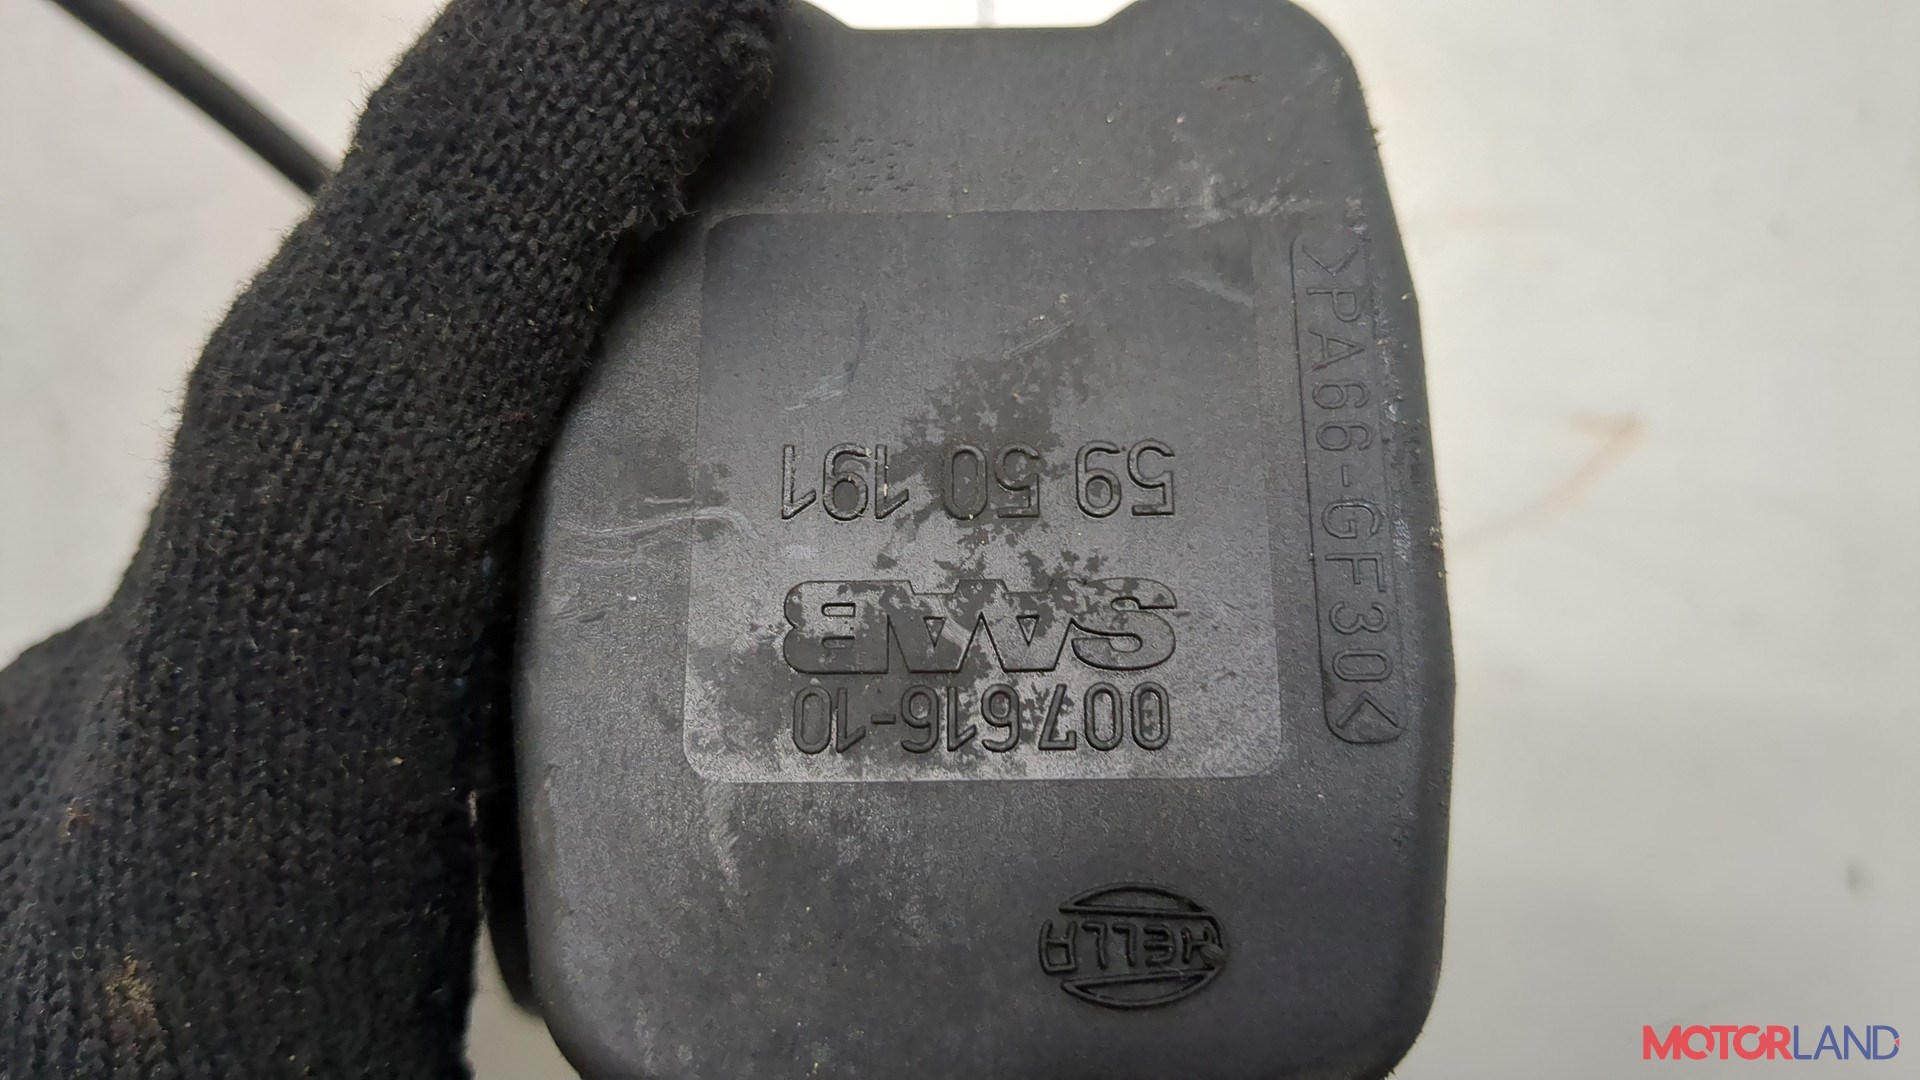 HELLA
007616-10
SAAB
59 50 191
>PA66-GF30<
MOTORLAND